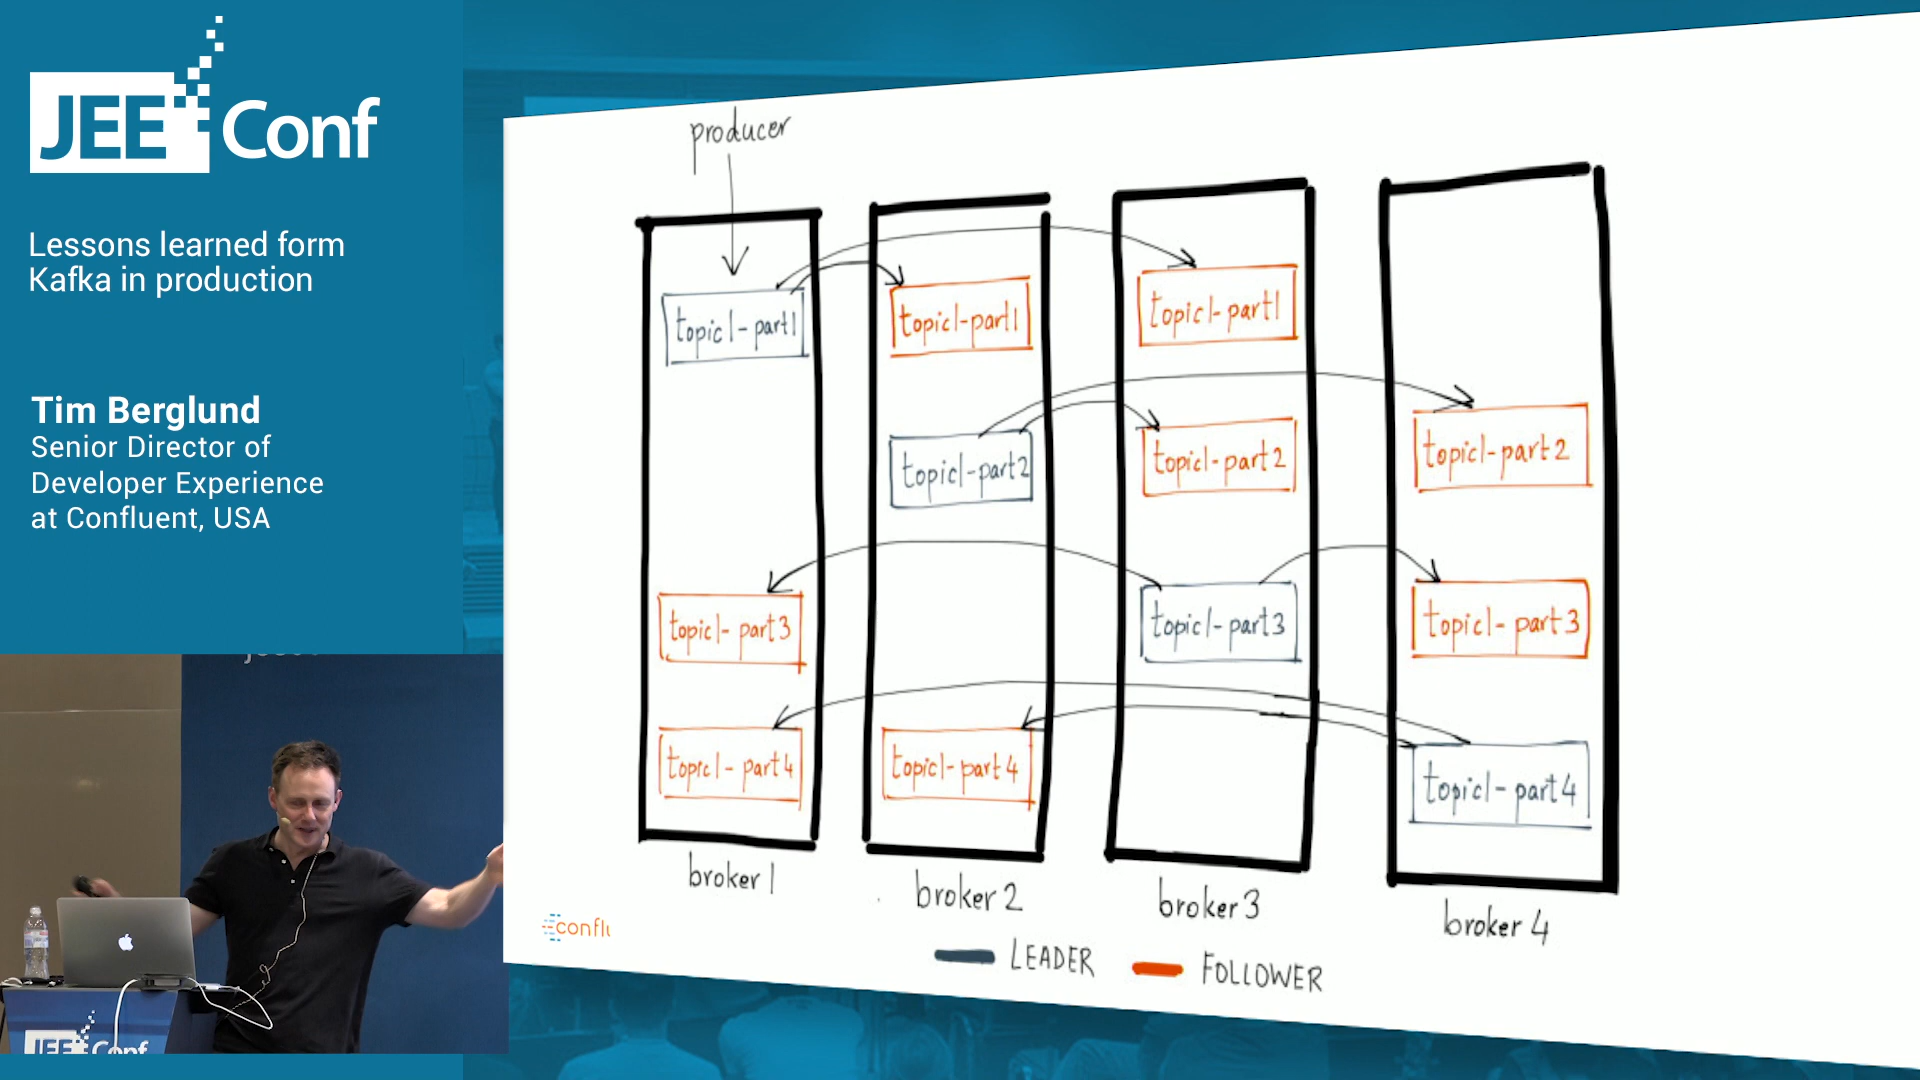 JEE Conf
Lessons learned form
Kafka in production
Tim Berglund
Senior Director of
Developer Experience
at Confluent, USA
producer
topic1-part1
topic1-part1
topic1-part1
topic1-part2
topic1-part2
topic1-part2
topic1-part3
topic1-part3
topic1-part3
topic1-part4
topic1-part4
topic1-part4
broker 1
broker 2
broker 3
broker 4
conflu
LEADER
FOLLOWER
JEE Conf